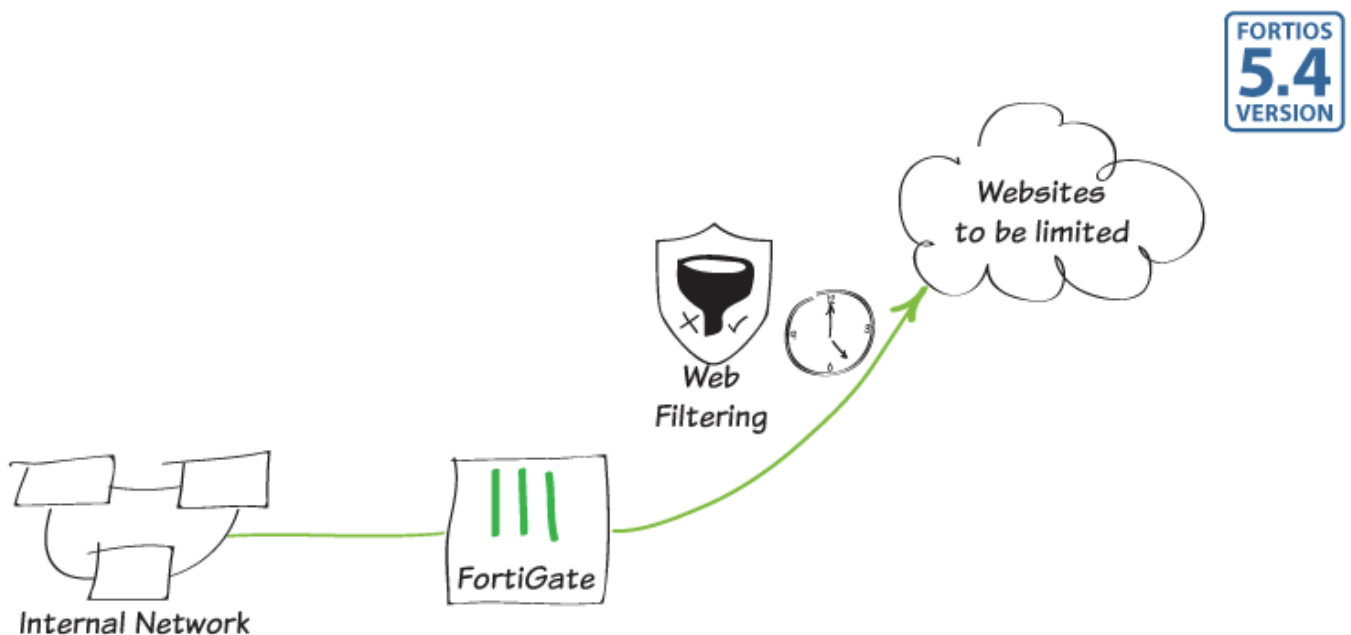 FORTIOS
5.4
VERSION
Websites
to be limited
Web
Filtering
FortiGate
Internal Network